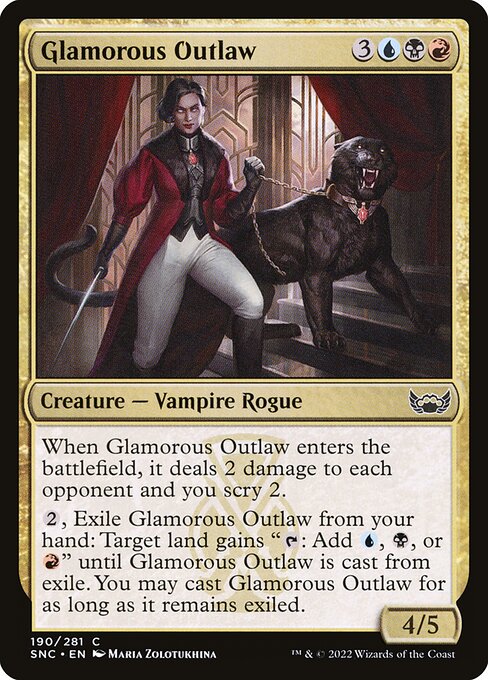 Glamorous Outlaw 3
Creature — Vampire Rogue
When Glamorous Outlaw enters the
battlefield, it deals 2 damage to each
opponent and you scry 2.
2, Exile Glamorous Outlaw from your
hand: Target land gains “: Add , , or
” until Glamorous Outlaw is cast from
exile. You may cast Glamorous Outlaw for
as long as it remains exiled.
4/5
190/281 C
SNC • EN Maria Zolotukhina
™ & © 2022 Wizards of the Coast